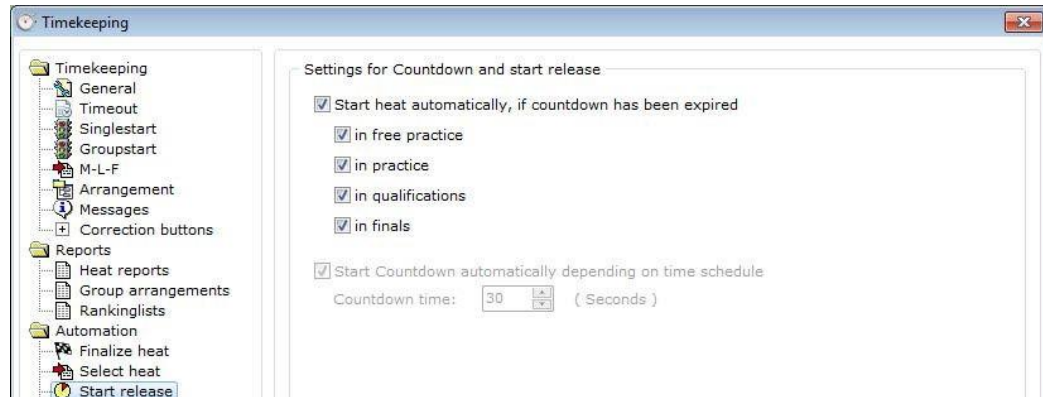 Timekeeping
Timekeeping
General
Timeout
Singlestart
Groupstart
M-L-F
Arrangement
Messages
Correction buttons
Reports
Heat reports
Group arrangements
Rankinglists
Automation
Finalize heat
Select heat
Start release
Settings for Countdown and start release
Start heat automatically, if countdown has been expired
in free practice
in practice
in qualifications
in finals
Start Countdown automatically depending on time schedule
Countdown time: 30 ( Seconds )